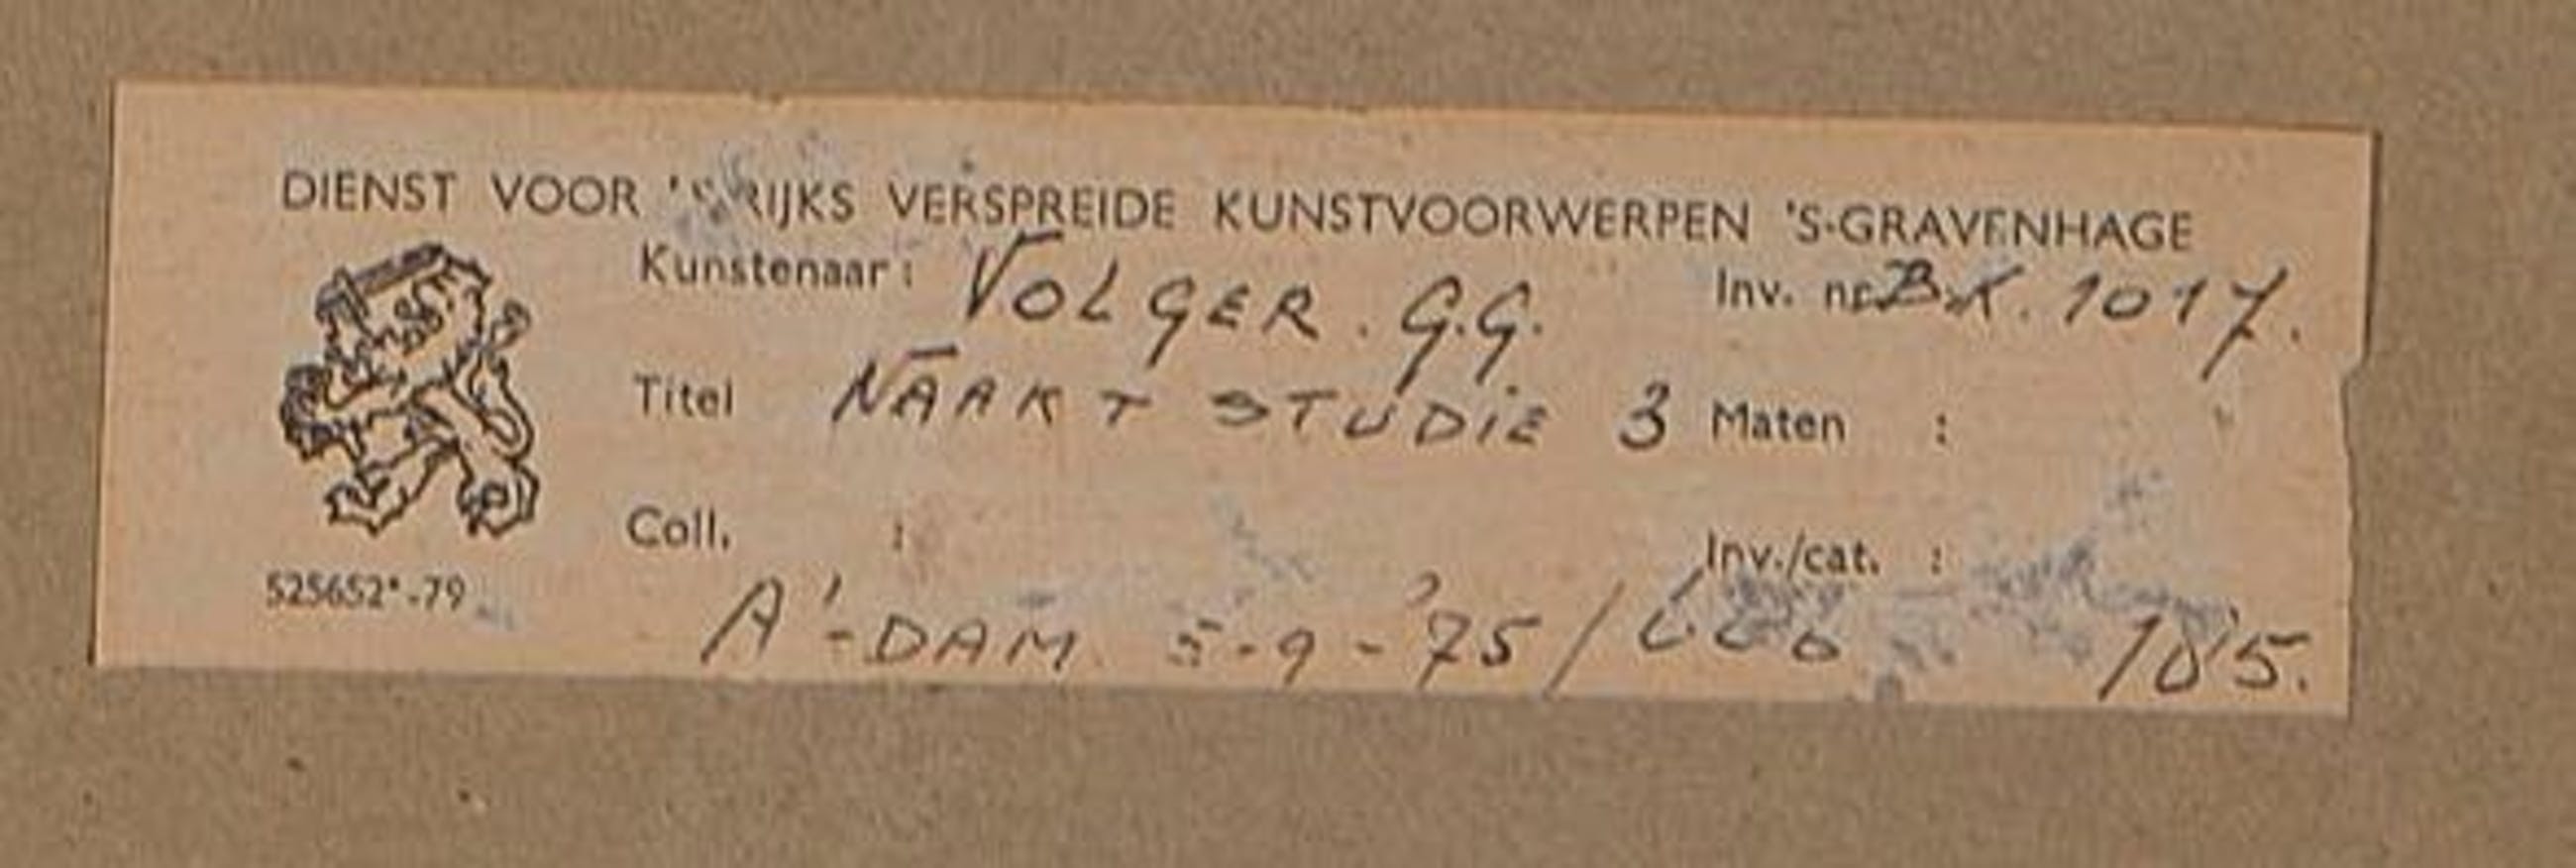 DIENST VOOR 'S RIJKS VERSPREIDE KUNSTVOORWERPEN 'S-GRAVENHAGE
Kunstenaar: VOLGER. G.G. Inv. nr. B.K. 1017.
Titel NAAKT STUDIE 3 Maten :
Coll. : Inv./cat. :
525652*-79
A'-DAM. 5-9-'75 / 185.